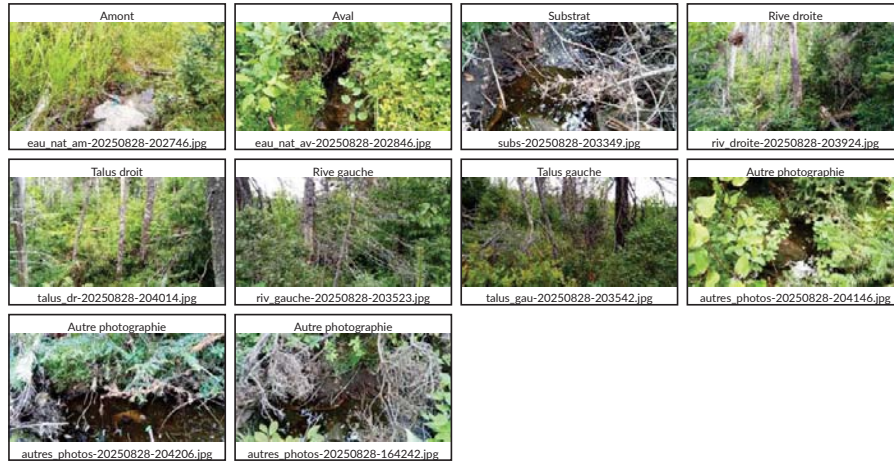 Amont
Aval
Substrat
Rive droite
eau_nat_am-20250828-202746.jpg
eau_nat_av-20250828-202846.jpg
subs-20250828-203349.jpg
riv_droite-20250828-203924.jpg
Talus droit
Rive gauche
Talus gauche
Autre photographie
talus_dr-20250828-204014.jpg
riv_gauche-20250828-203523.jpg
talus_gau-20250828-203542.jpg
autres_photos-20250828-204146.jpg
Autre photographie
Autre photographie
autres_photos-20250828-204206.jpg
autres_photos-20250828-164242.jpg